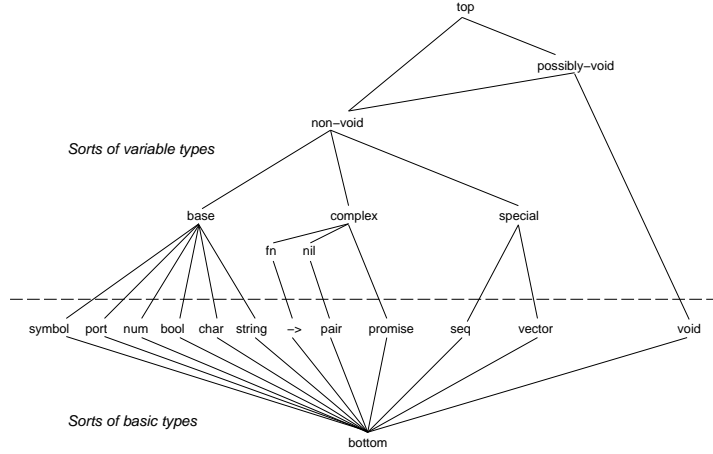 top
possibly−void
non−void
Sorts of variable types
base
complex
special
fn
nil
symbol
port
num
bool
char
string
−>
pair
promise
seq
vector
void
Sorts of basic types
bottom